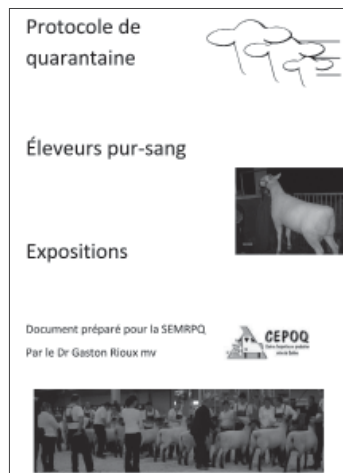 Protocole de
quarantaine
Éleveurs pur-sang
Expositions
Document préparé pour la SEMRPQ
Par le Dr Gaston Rioux mv
CEPOQ